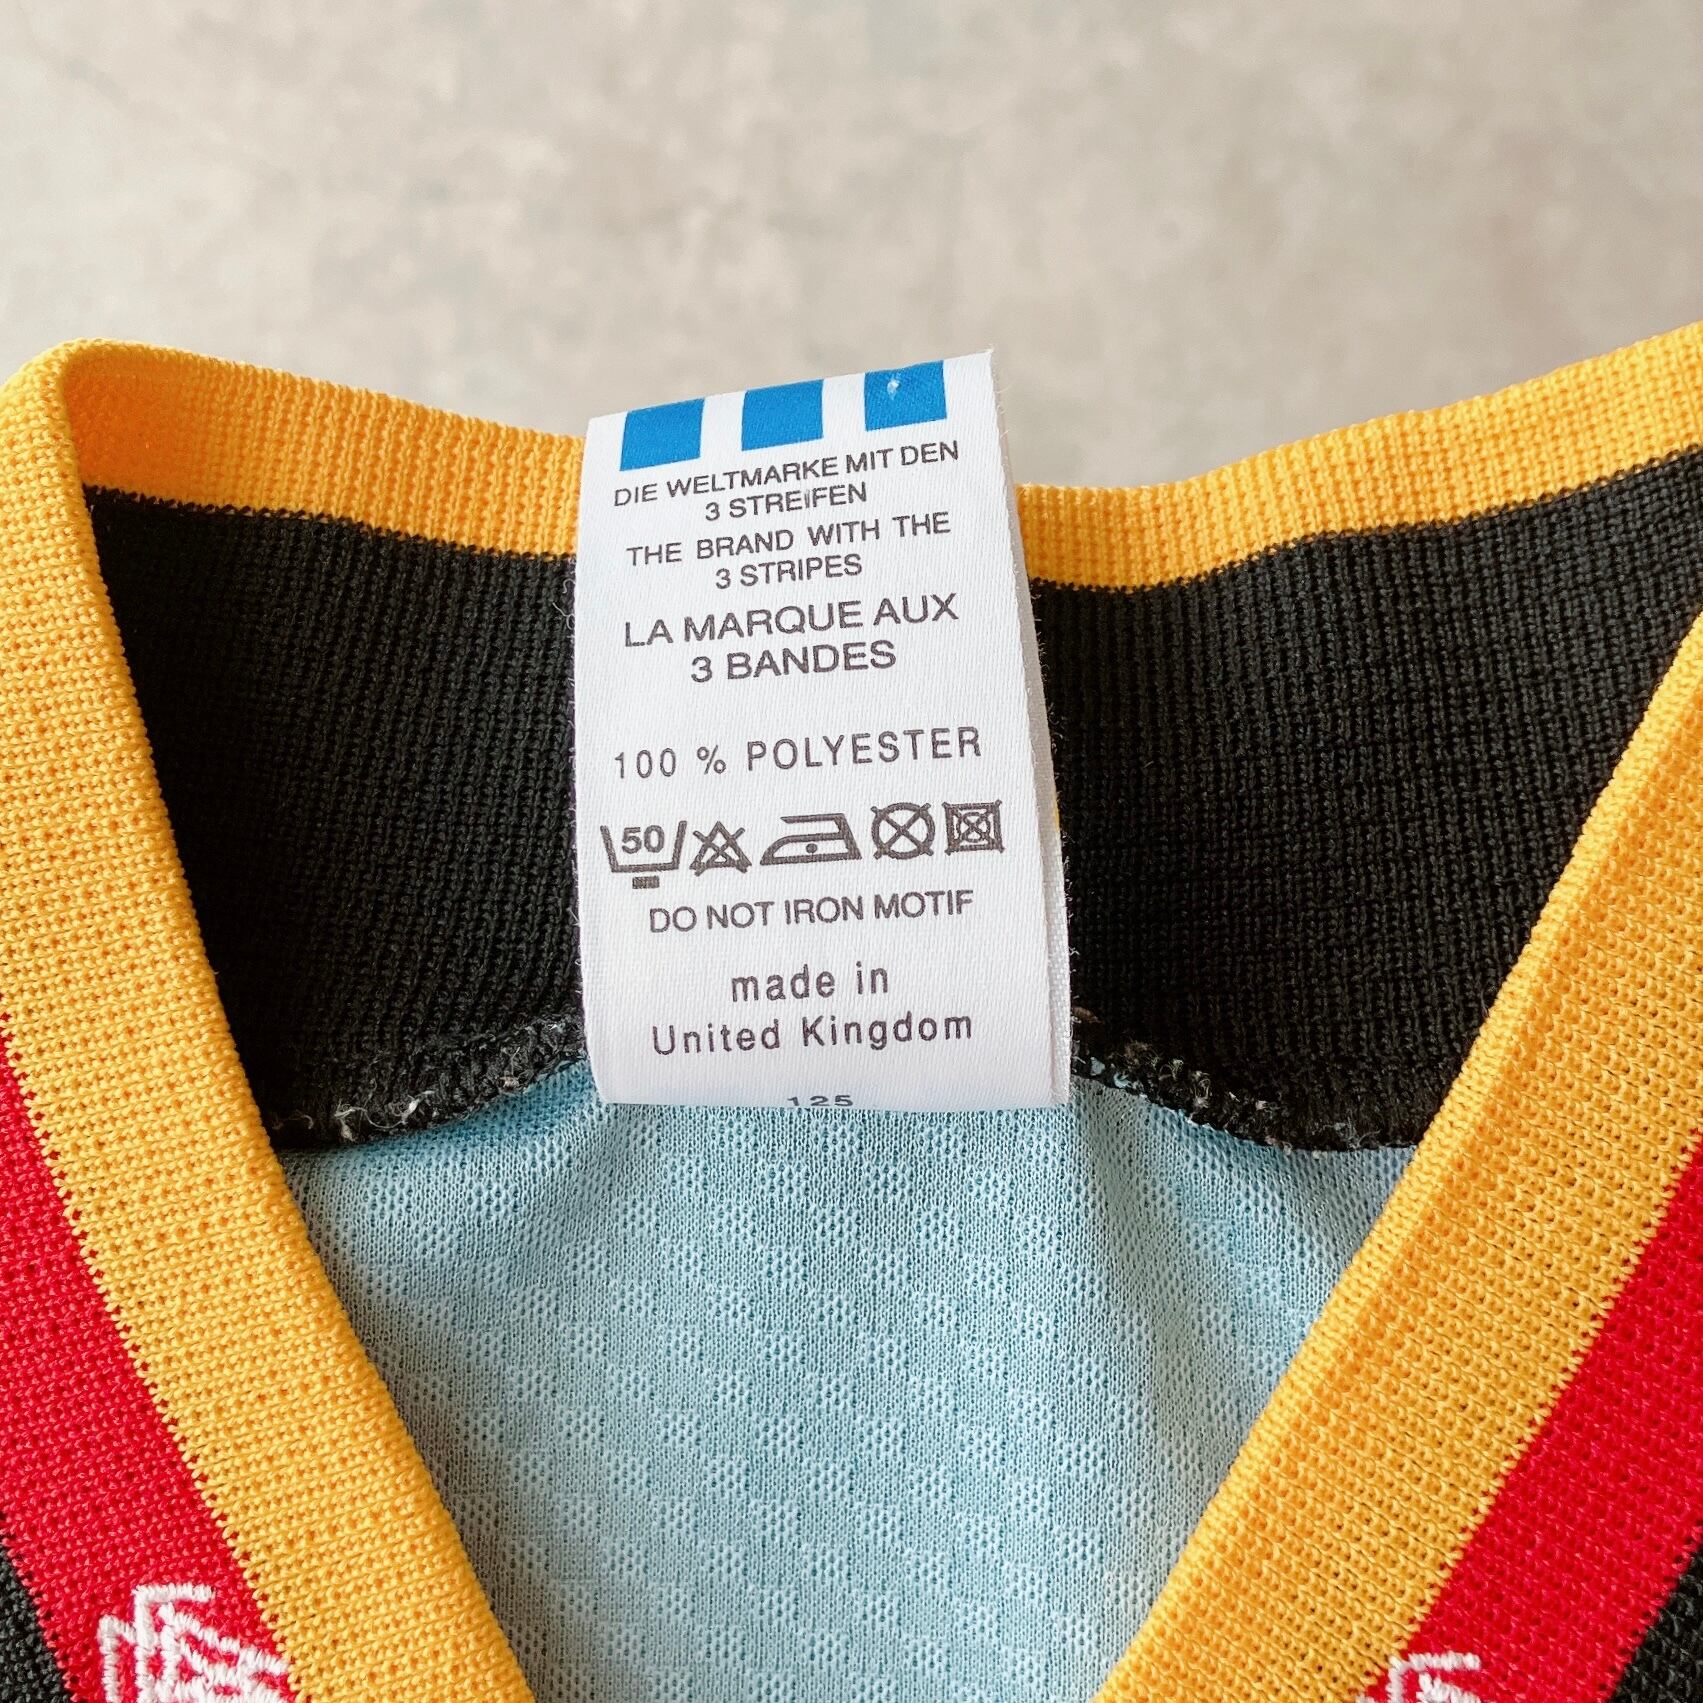 DIE WELTMARKE MIT DEN
3 STREIFEN
THE BRAND WITH THE
3 STRIPES
LA MARQUE AUX
3 BANDES
100 % POLYESTER
50
DO NOT IRON MOTIF
made in
United Kingdom
125